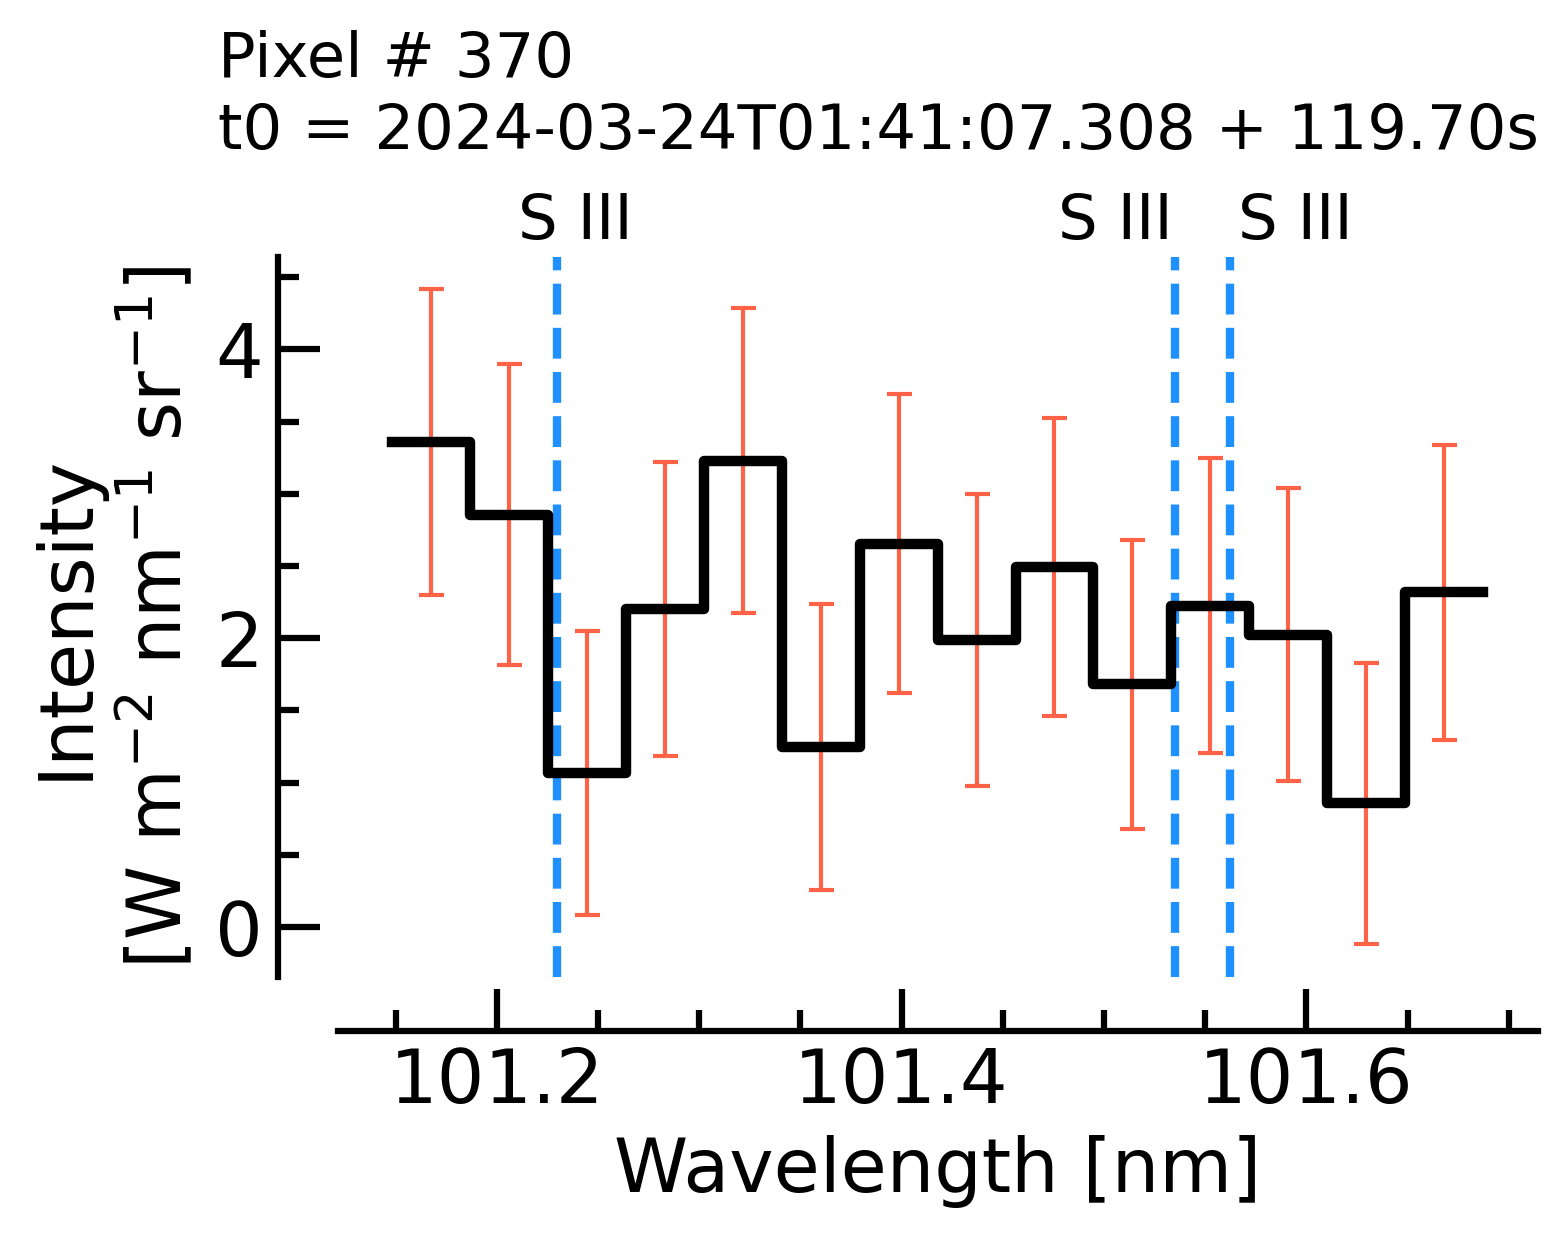 Pixel # 370
t0 = 2024-03-24T01:41:07.308 + 119.70s
S III S III S III
Intensity
[W m⁻² nm⁻¹ sr⁻¹]
4
2
0
101.2 101.4 101.6
Wavelength [nm]